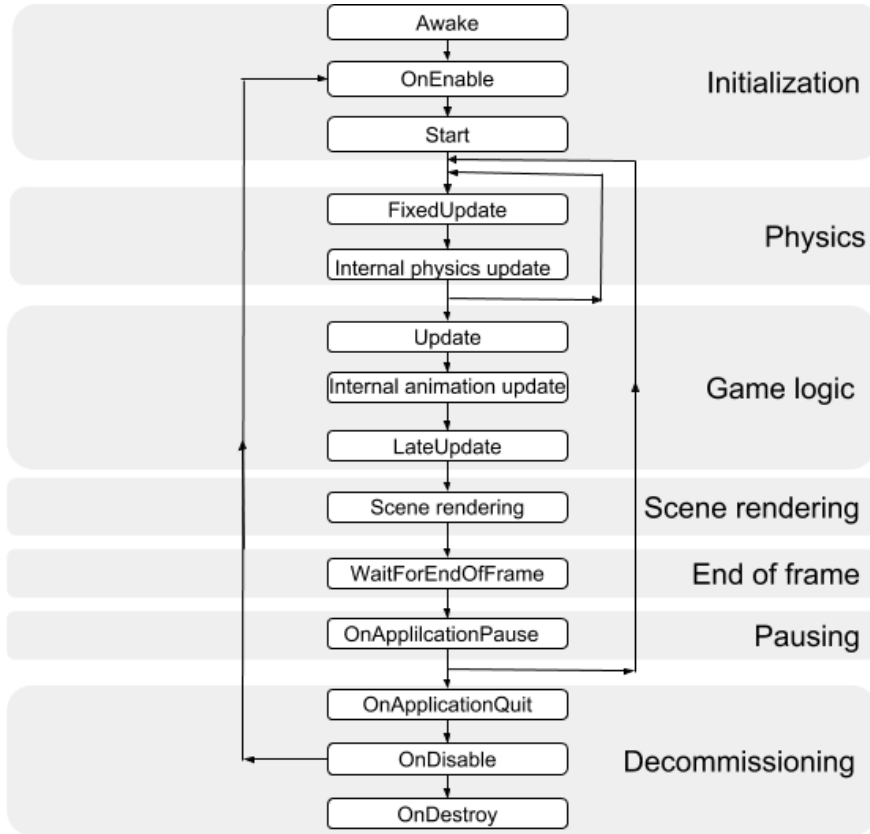 Awake
OnEnable
Initialization
Start
FixedUpdate
Physics
Internal physics update
Update
Internal animation update
Game logic
LateUpdate
Scene rendering
Scene rendering
WaitForEndOfFrame
End of frame
OnApplilcationPause
Pausing
OnApplicationQuit
OnDisable
Decommissioning
OnDestroy